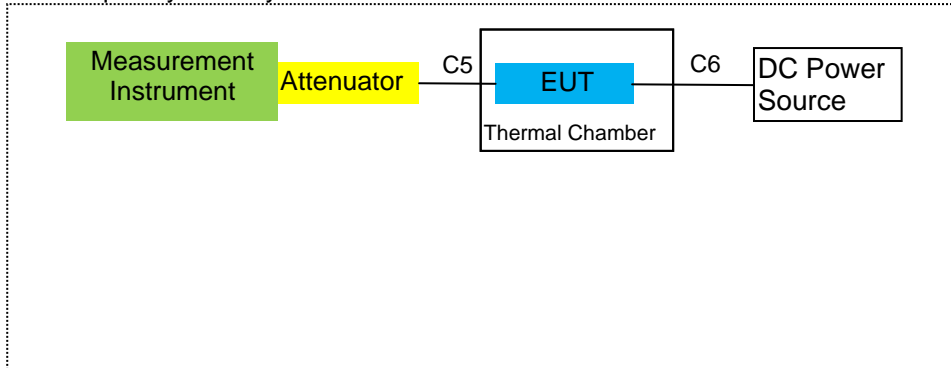 Measurement
Instrument
Attenuator
C5
EUT
Thermal Chamber
C6
DC Power
Source